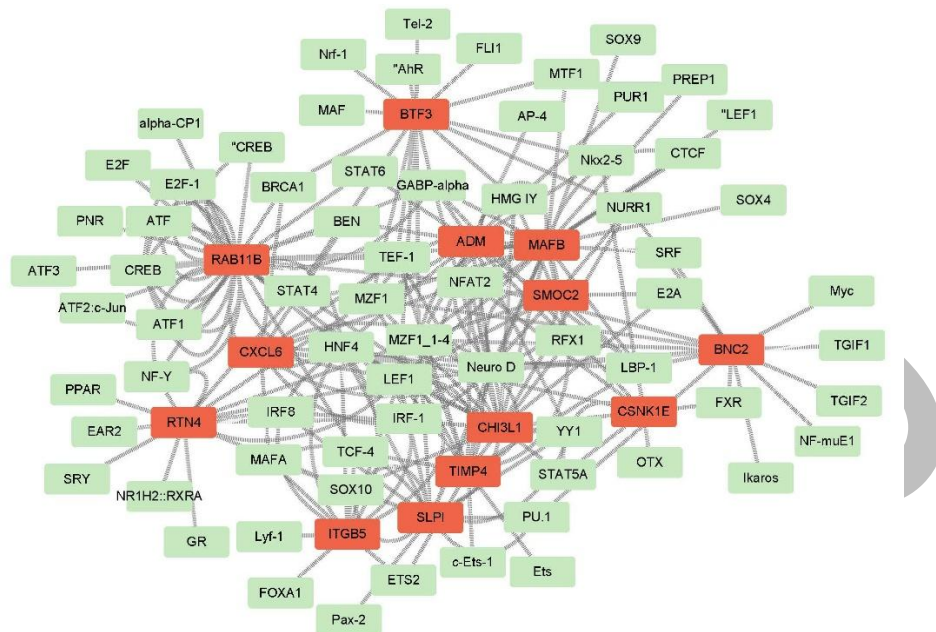 Tel-2
Nrf-1
"AhR
FLI1
SOX9
MTF1
PREP1
MAF
BTF3
PUR1
alpha-CP1
AP-4
"LEF1
E2F
"CREB
STAT6
Nkx2-5
CTCF
E2F-1
BRCA1
GABP-alpha
HMG IY
NURR1
SOX4
PNR
ATF
BEN
ADM
MAFB
RAB11B
TEF-1
SRF
ATF3
CREB
STAT4
MZF1
NFAT2
SMOC2
E2A
Myc
ATF2:c-Jun
ATF1
CXCL6
HNF4
MZF1_1-4
RFX1
BNC2
TGIF1
NF-Y
LEF1
Neuro D
LBP-1
PPAR
IRF8
IRF-1
CSNK1E
FXR
TGIF2
EAR2
RTN4
CHI3L1
YY1
NF-muE1
MAFA
TCF-4
TIMP4
STAT5A
OTX
Ikaros
SRY
NR1H2::RXRA
SOX10
SLPI
PU.1
GR
Lyf-1
ITGB5
c-Ets-1
Ets
FOXA1
ETS2
Pax-2